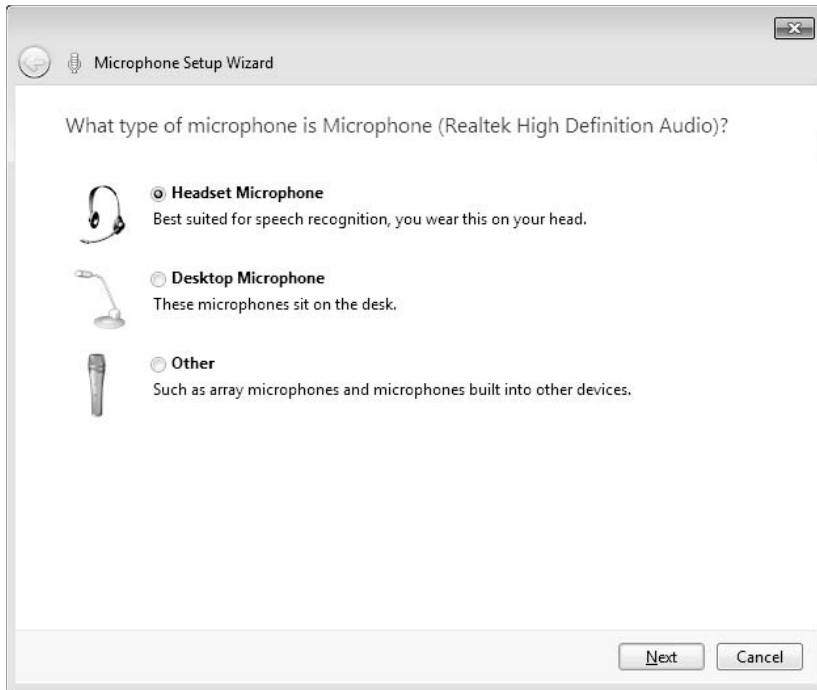 Microphone Setup Wizard
What type of microphone is Microphone (Realtek High Definition Audio)?
Headset Microphone
Best suited for speech recognition, you wear this on your head.
Desktop Microphone
These microphones sit on the desk.
Other
Such as array microphones and microphones built into other devices.
Next Cancel